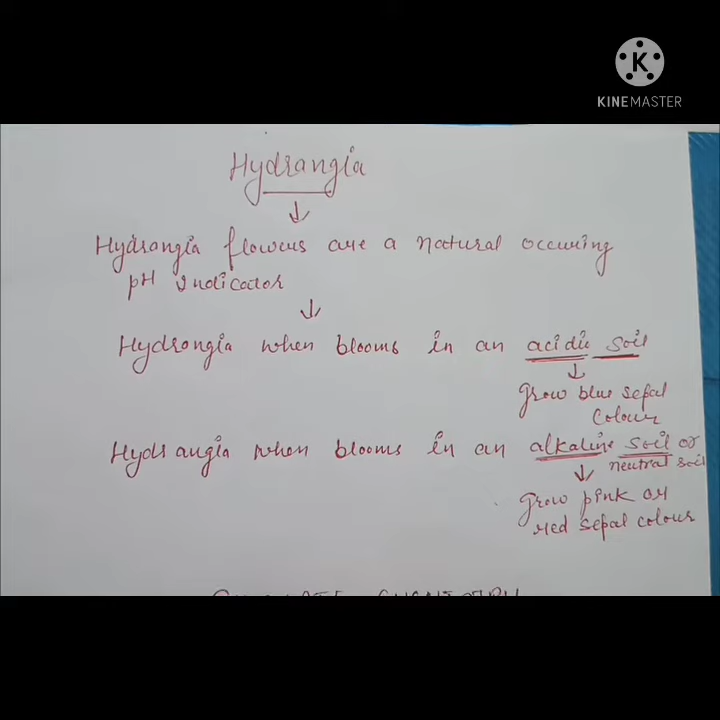 KINEMASTER
Hydrangia
Hydrangia flowers are a natural occuring
pH indicator
Hydrongia when blooms in an acidic soil
Grow blue sepal
colour
Hydrangia when blooms in an alkaline soil or
neutral soil
Grow pink or
red sepal colour